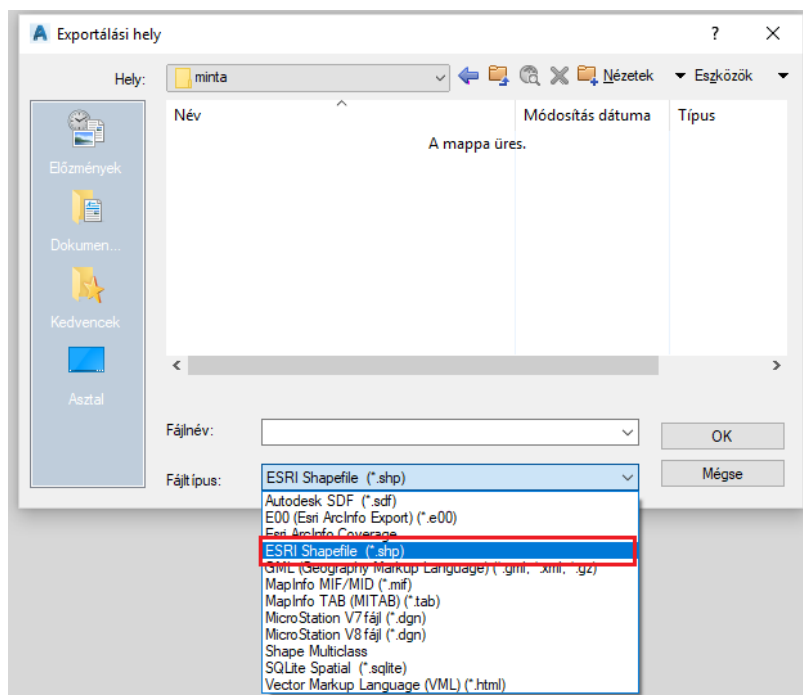 Exportálási hely
?
Hely:
minta
Nézetek
Eszközök
Név
Módosítás dátuma
Típus
A mappa üres.
Előzmények
Dokumen...
Kedvencek
Asztal
Fájlnév:
OK
Fájltípus:
ESRI Shapefile (*.shp)
Mégse
Autodesk SDF (*.sdf)
E00 (Esri ArcInfo Export) (*.e00)
Esri ArcInfo Coverage
ESRI Shapefile (*.shp)
GML (Geography Markup Language) (*.gml, *.xml, *.gz)
MapInfo MIF/MID (*.mif)
MapInfo TAB (MITAB) (*.tab)
MicroStation V7 fájl (*.dgn)
MicroStation V8 fájl (*.dgn)
Shape Multiclass
SQLite Spatial (*.sqlite)
Vector Markup Language (VML) (*.html)